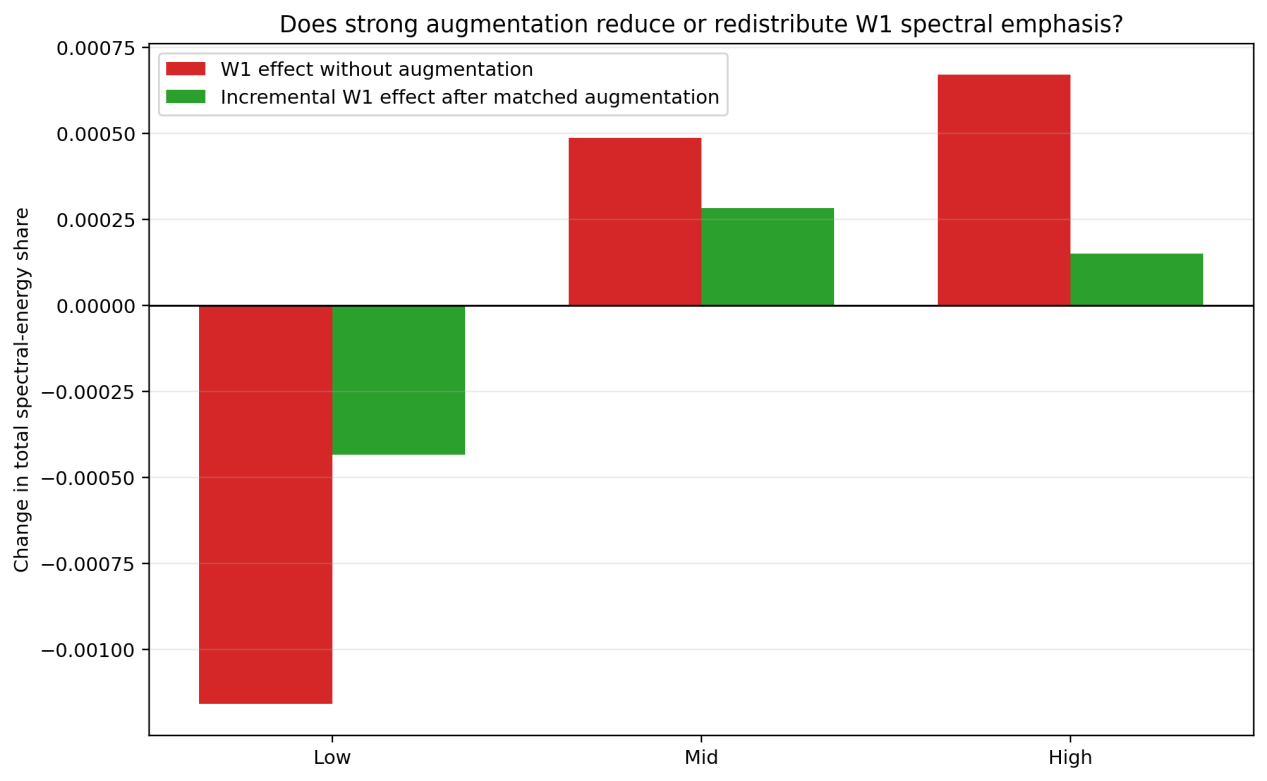 Does strong augmentation reduce or redistribute W1 spectral emphasis?
W1 effect without augmentation
Incremental W1 effect after matched augmentation
Change in total spectral-energy share
0.00075
0.00050
0.00025
0.00000
−0.00025
−0.00050
−0.00075
−0.00100
Low
Mid
High